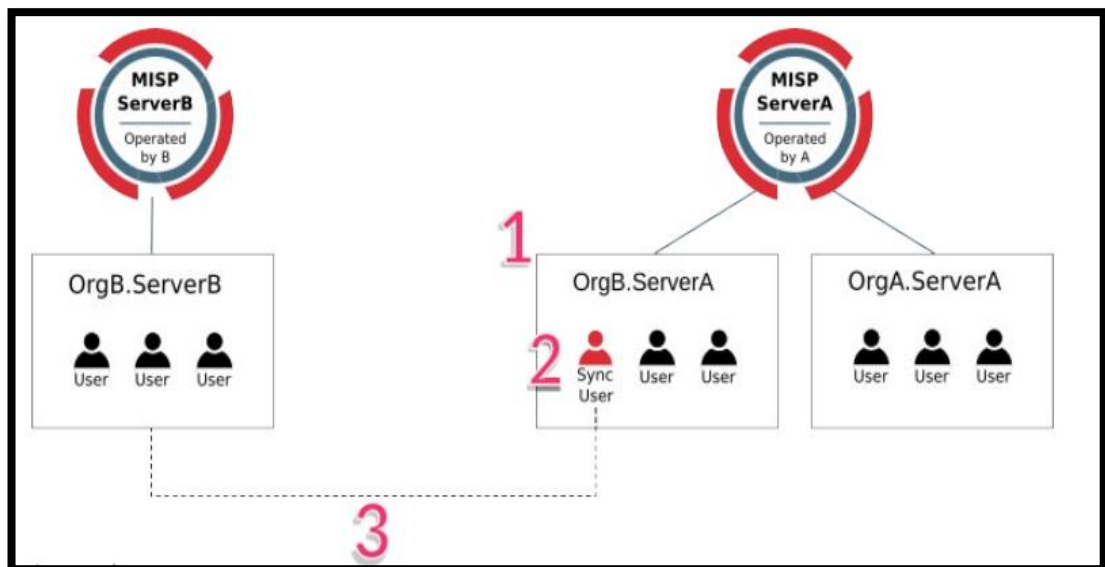 MISP
ServerB
Operated
by B
MISP
ServerA
Operated
by A
1
OrgB.ServerB
OrgB.ServerA
OrgA.ServerA
2
User
User
User
Sync
User
User
User
User
User
User
3